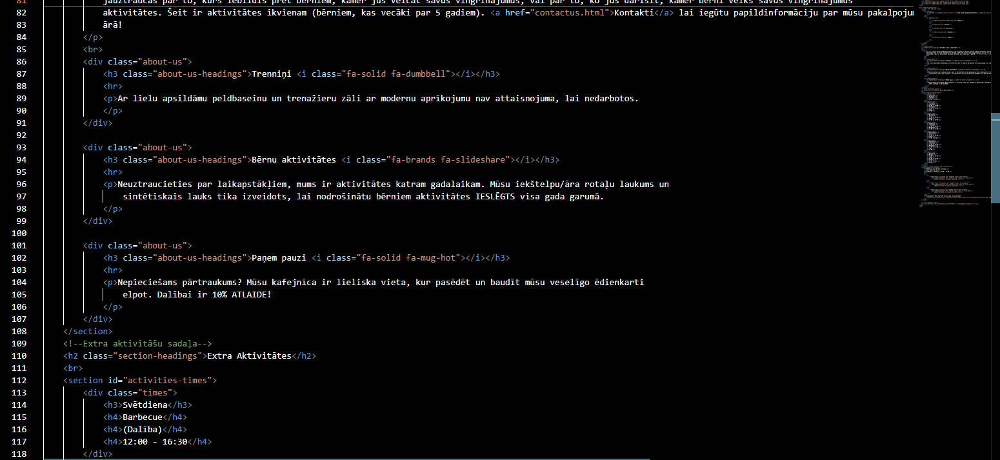 81 jāuztraucas par to, kurš iebildīs pret bērniem, kamēr jūs veicat savus vingrinājumus, vai par to, ko jūs darīsit, kamēr bērni veiks savus vingrinājumus
82 aktivitātes. Šeit ir aktivitātes ikvienam (bērniem, kas vecāki par 5 gadiem). <a href="contactus.html">Kontakti</a> lai iegūtu papildinformāciju par mūsu pakalpoju
83 ārā!
84 </p>
85 <br>
86 <div class="about-us">
87 <h3 class="about-us-headings">Trenniņi <i class="fa-solid fa-dumbbell"></i></h3>
88 <hr>
89 <p>Ar lielu apsildāmu peldbaseinu un trenažieru zāli ar modernu aprīkojumu nav attaisnojuma, lai nedarbotos.
90 </p>
91 </div>
92
93 <div class="about-us">
94 <h3 class="about-us-headings">Bērnu aktivitātes <i class="fa-brands fa-slideshare"></i></h3>
95 <hr>
96 <p>Neuztraucieties par laikapstākļiem, mums ir aktivitātes katram gadalaikam. Mūsu iekštelpu/āra rotaļu laukums un
97 sintētiskais lauks tika izveidots, lai nodrošinātu bērniem aktivitātes IESLĒGTS visa gada garumā.
98 </p>
99 </div>
100
101 <div class="about-us">
102 <h3 class="about-us-headings">Paņem pauzi <i class="fa-solid fa-mug-hot"></i></h3>
103 <hr>
104 <p>Nepieciešams pārtraukums? Mūsu kafejnīca ir lieliska vieta, kur pasēdēt un baudīt mūsu veselīgo ēdienkarti
105 elpot. Dalībai ir 10% ATLAIDE!
106 </p>
107 </div>
108 </section>
109 <!--Extra aktivitāšu sadaļa-->
110 <h2 class="section-headings">Extra Aktivitātes</h2>
111 <br>
112 <section id="activities-times">
113 <div class="times">
114 <h3>Svētdiena</h3>
115 <h4>Barbecue</h4>
116 <h4>(Dalība)</h4>
117 <h4>12:00 - 16:30</h4>
118 </div>